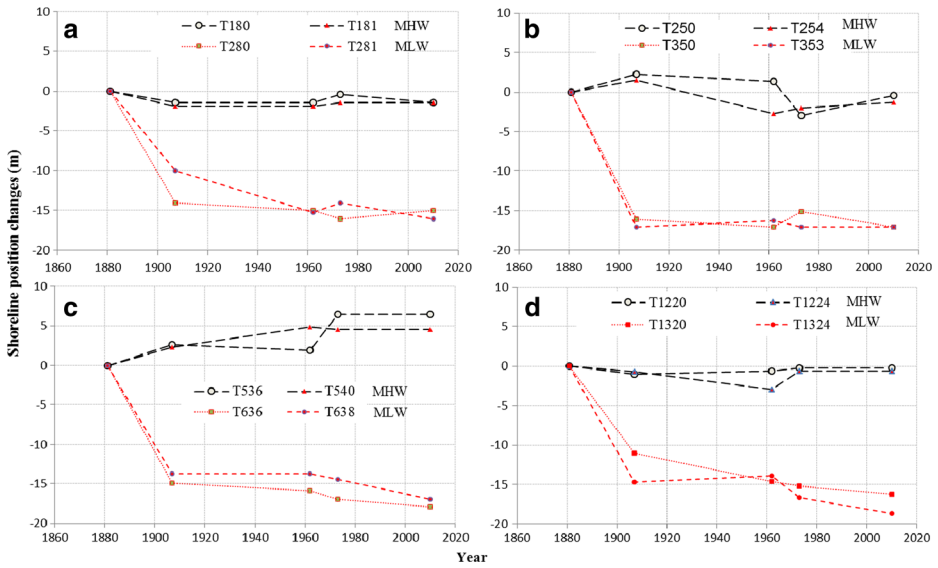 a
T180 T181 MHW
T280 T281 MLW
10
5
0
-5
-10
-15
-20
1860 1880 1900 1920 1940 1960 1980 2000 2020
b
T250 T254 MHW
T350 T353 MLW
10
5
0
-5
-10
-15
-20
1860 1880 1900 1920 1940 1960 1980 2000 2020
Shoreline position changes (m)
c
T536 T540 MHW
T636 T638 MLW
10
5
0
-5
-10
-15
-20
1860 1880 1900 1920 1940 1960 1980 2000 2020
d
T1220 T1224 MHW
T1320 T1324 MLW
10
5
0
-5
-10
-15
-20
1860 1880 1900 1920 1940 1960 1980 2000 2020
Year